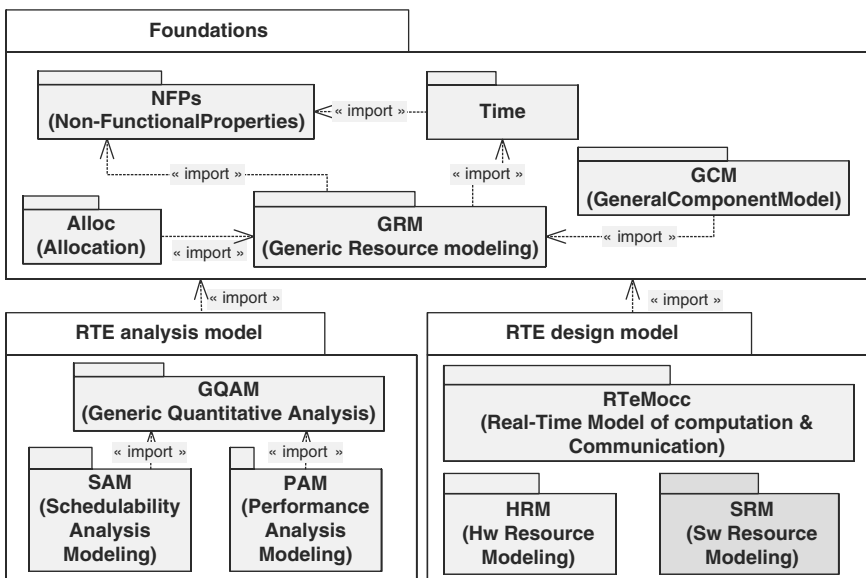 Foundations
NFPs
(Non-FunctionalProperties)
« import »
Time
« import »
« import »
GCM
(GeneralComponentModel)
Alloc
(Allocation)
« import »
GRM
(Generic Resource modeling)
« import »
« import »
« import »
RTE analysis model
RTE design model
GQAM
(Generic Quantitative Analysis)
« import »
« import »
SAM
(Schedulability
Analysis
Modeling)
PAM
(Performance
Analysis
Modeling)
RTeMocc
(Real-Time Model of computation &
Communication)
HRM
(Hw Resource
Modeling)
SRM
(Sw Resource
Modeling)